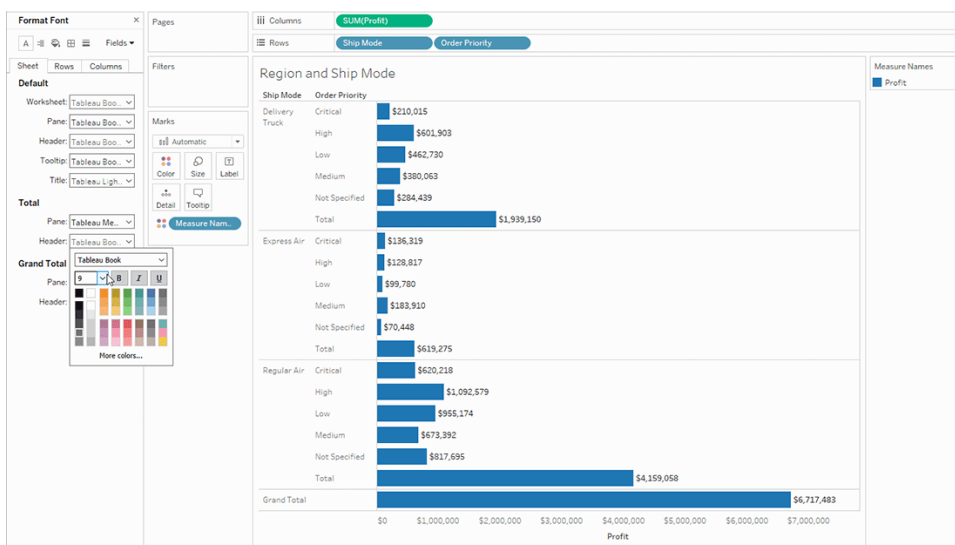 Format Font
Fields
Sheet Rows Columns
Default
Worksheet: Tableau Boo..
Pane: Tableau Boo..
Header: Tableau Boo..
Tooltip: Tableau Boo..
Title: Tableau Ligh..
Total
Pane: Tableau Me..
Header: Tableau Boo..
Grand Total
Pane:
Header:
Tableau Book
9 B I U
More colors...
Pages
Filters
Marks
Automatic
Color Size Label
Detail Tooltip
Measure Nam..
Columns SUM(Profit)
Rows Ship Mode Order Priority
Region and Ship Mode
Ship Mode Order Priority
Delivery Truck
Critical $210,015
High $601,903
Low $462,730
Medium $380,063
Not Specified $284,439
Total $1,939,150
Express Air Critical $136,319
High $128,817
Low $99,780
Medium $183,910
Not Specified $70,448
Total $619,275
Regular Air Critical $620,218
High $1,092,579
Low $955,174
Medium $673,392
Not Specified $817,695
Total $4,159,058
Grand Total $6,717,483
$0 $1,000,000 $2,000,000 $3,000,000 $4,000,000 $5,000,000 $6,000,000 $7,000,000
Profit
Measure Names
Profit